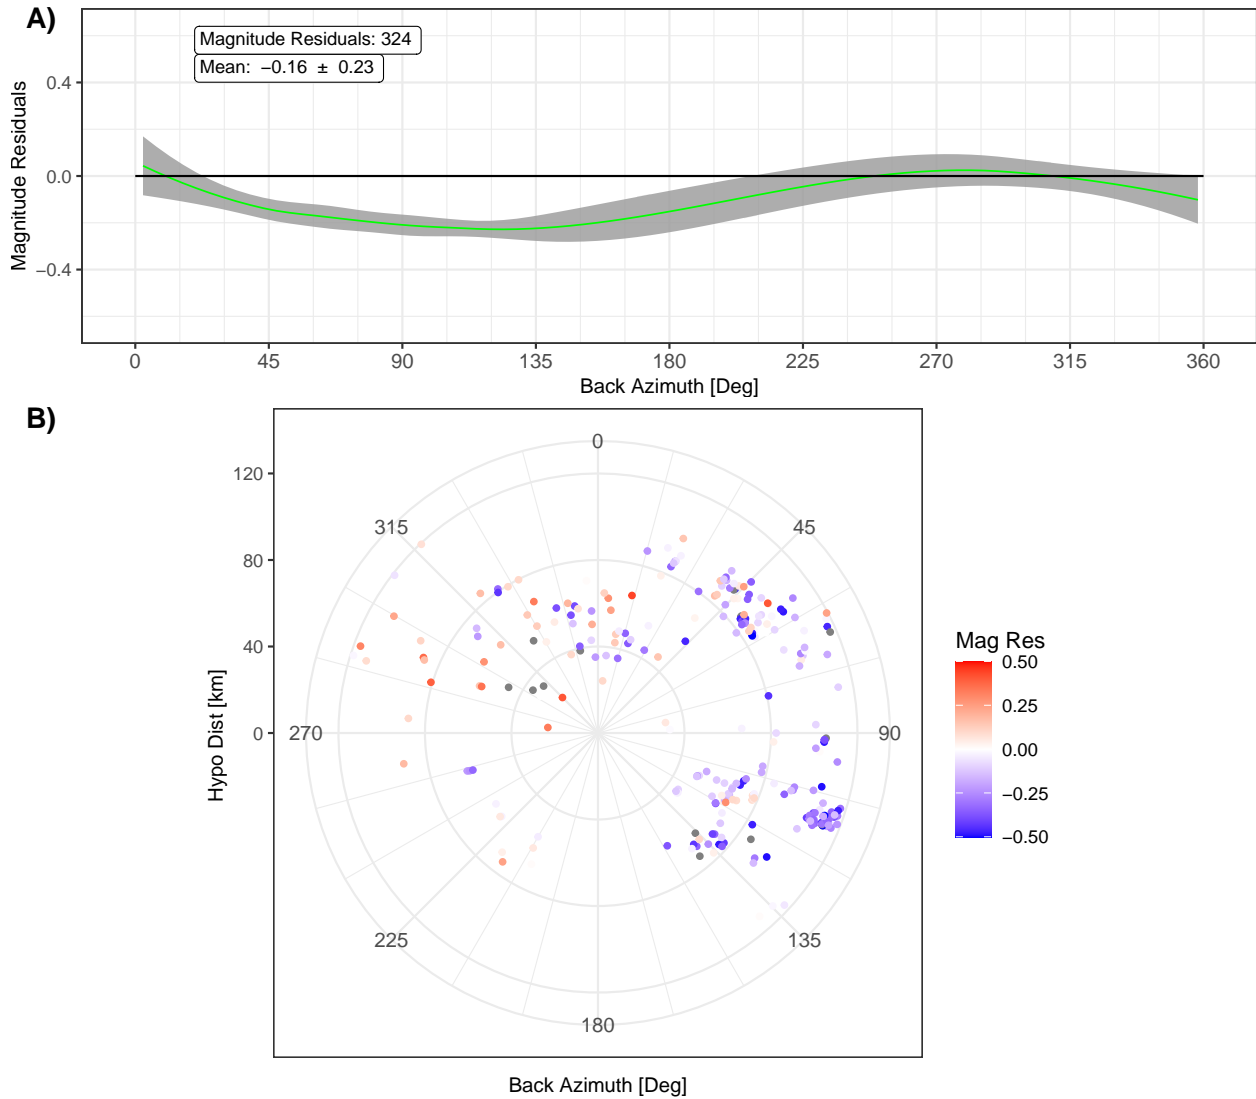 A)
Magnitude Residuals: 324
Mean: −0.16 ± 0.23
Magnitude Residuals
0.4
0.0
−0.4
0 45 90 135 180 225 270 315 360
Back Azimuth [Deg]
B)
Hypo Dist [km]
120
80
40
0
0
45
90
135
180
225
270
315
Back Azimuth [Deg]
Mag Res
0.50
0.25
0.00
−0.25
−0.50